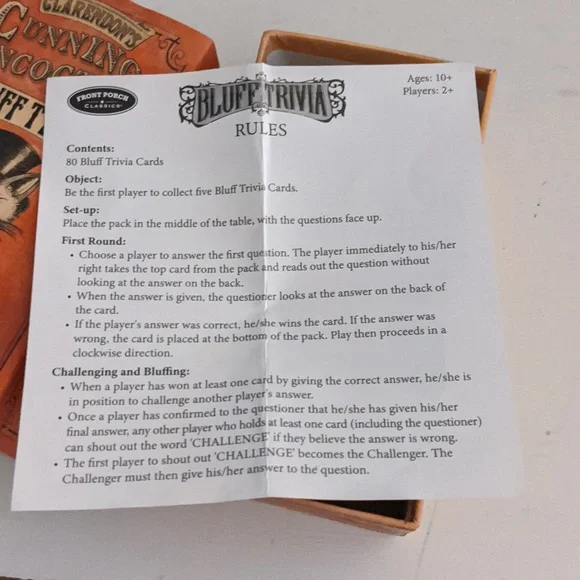 CLARENDON'S
CUNNING
FRONT PORCH
CLASSICS
BLUFF TRIVIA
RULES
Ages: 10+
Players: 2+
Contents:
80 Bluff Trivia Cards
Object:
Be the first player to collect five Bluff Trivia Cards.
Set-up:
Place the pack in the middle of the table, with the questions face up.
First Round:
• Choose a player to answer the first question. The player immediately to his/her
right takes the top card from the pack and reads out the question without
looking at the answer on the back.
• When the answer is given, the questioner looks at the answer on the back of
the card.
• If the player's answer was correct, he/she wins the card. If the answer was
wrong, the card is placed at the bottom of the pack. Play then proceeds in a
clockwise direction.
Challenging and Bluffing:
• When a player has won at least one card by giving the correct answer, he/she is
in position to challenge another player's answer.
• Once a player has confirmed to the questioner that he/she has given his/her
final answer, any other player who holds at least one card (including the questioner)
can shout out the word 'CHALLENGE' if they believe the answer is wrong.
• The first player to shout out 'CHALLENGE' becomes the Challenger. The
Challenger must then give his/her answer to the question.